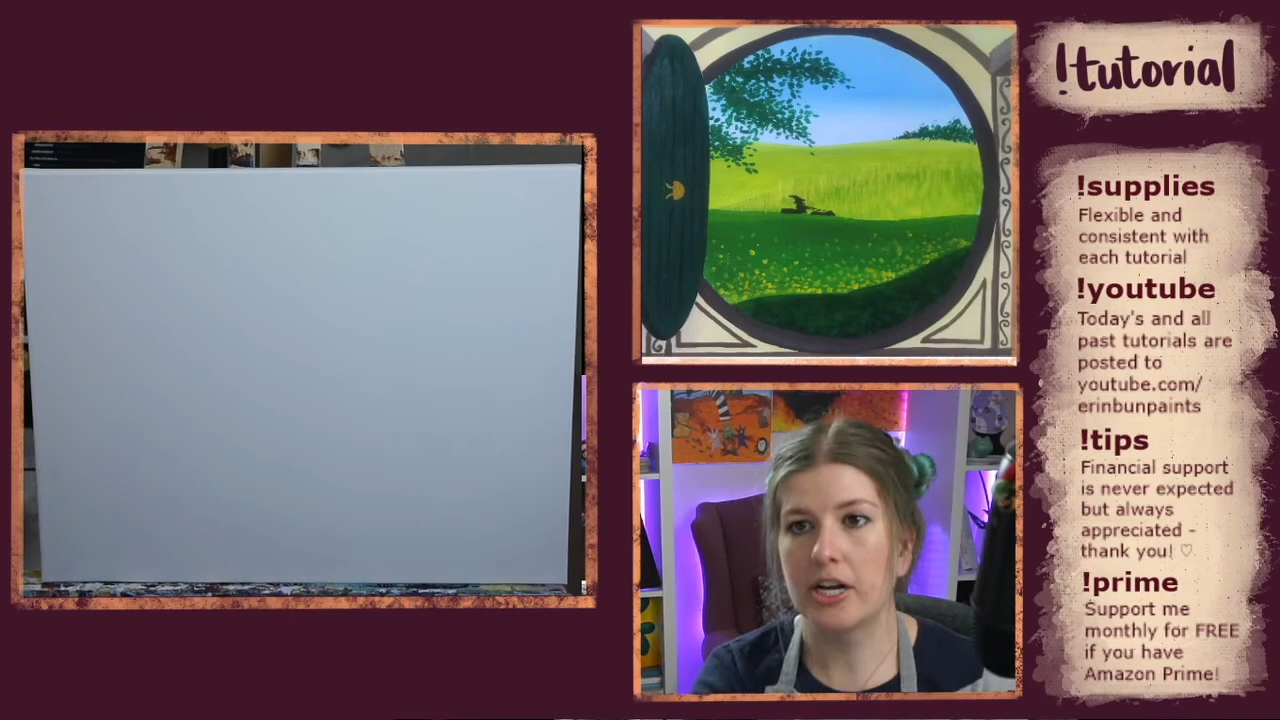 !tutorial
!supplies
Flexible and
consistent with
each tutorial
!youtube
Today's and all
past tutorials are
posted to
youtube.com/
erinbunpaints
!tips
Financial support
is never expected
but always
appreciated -
thank you! ♡
!prime
Support me
monthly for FREE
if you have
Amazon Prime!